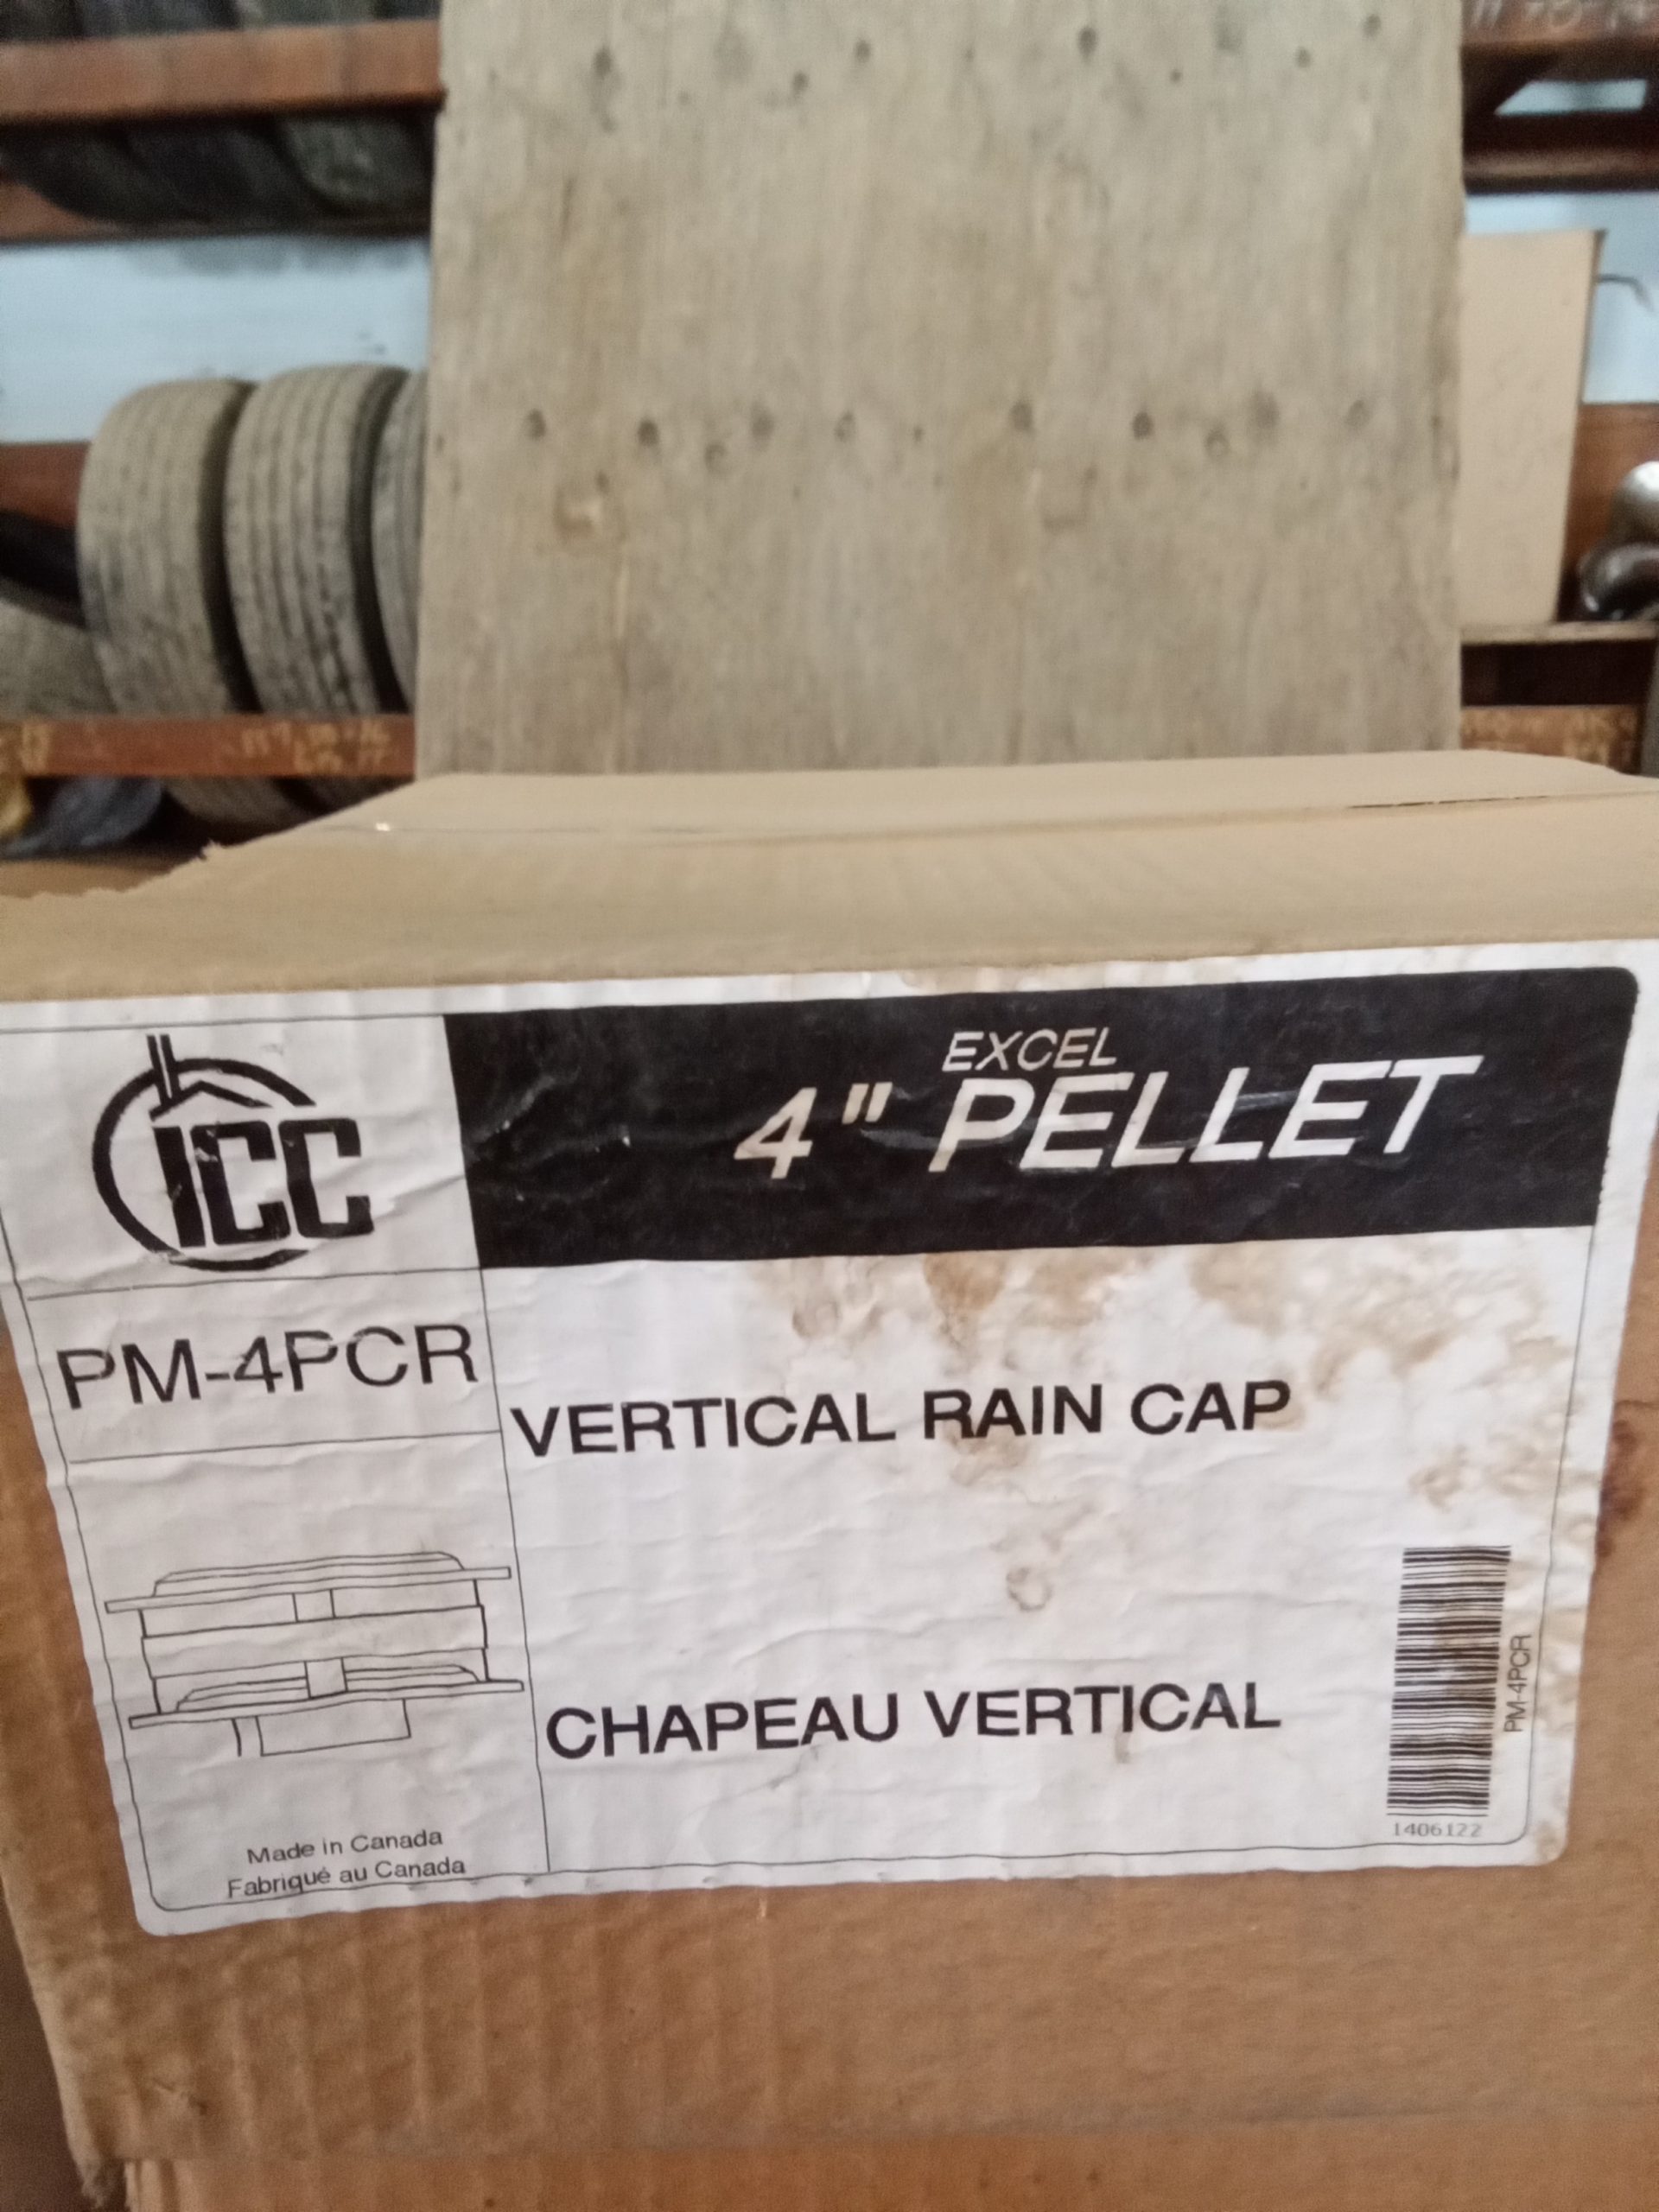 ICC
EXCEL
4" PELLET
PM-4PCR
VERTICAL RAIN CAP
CHAPEAU VERTICAL
PM-4PCR
1406122
Made in Canada
Fabriqué au Canada